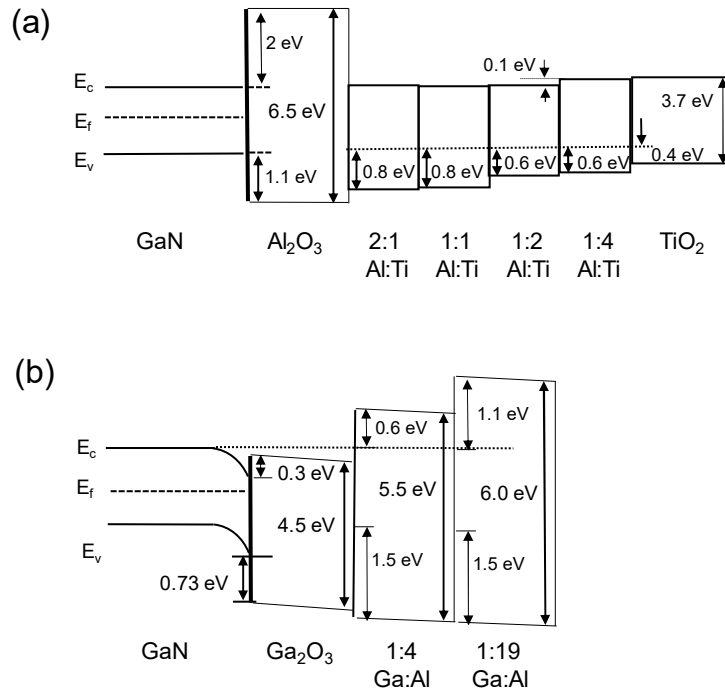 (a)
2 eV
0.1 eV
E_c
E_f
6.5 eV
3.7 eV
E_v
1.1 eV
0.8 eV
0.8 eV
0.6 eV
0.6 eV
0.4 eV
GaN
Al₂O₃
2:1
Al:Ti
1:1
Al:Ti
1:2
Al:Ti
1:4
Al:Ti
TiO₂
(b)
E_c
0.6 eV
1.1 eV
0.3 eV
E_f
5.5 eV
6.0 eV
4.5 eV
E_v
0.73 eV
1.5 eV
1.5 eV
GaN
Ga₂O₃
1:4
Ga:Al
1:19
Ga:Al